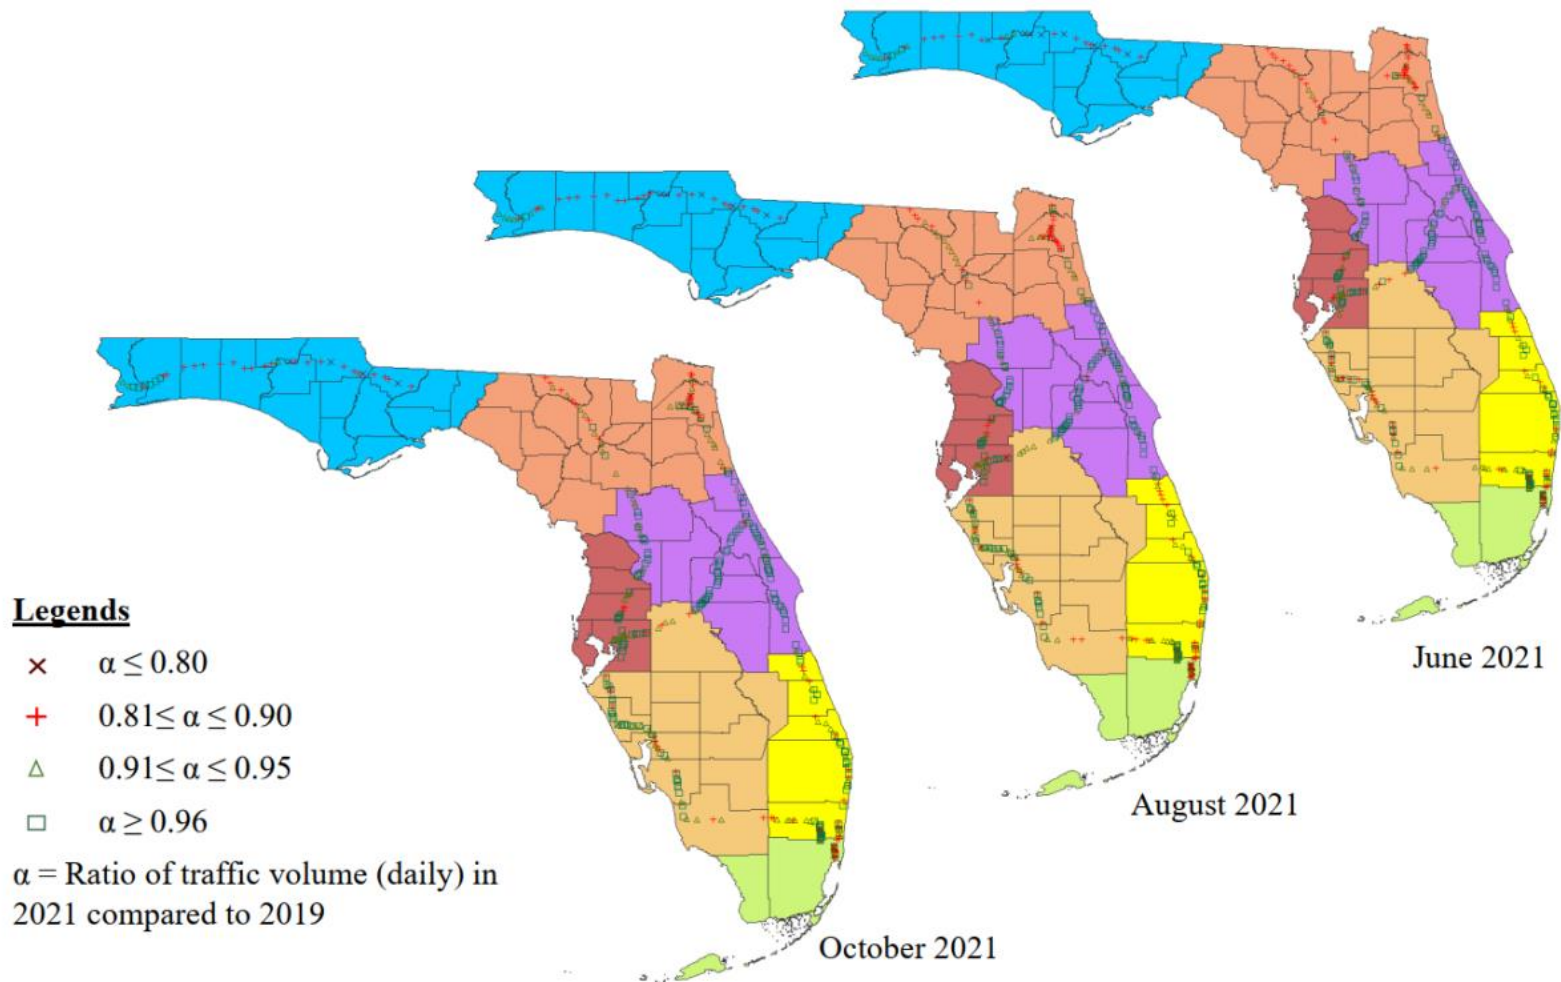 June 2021
August 2021
October 2021
Legends
α ≤ 0.80
0.81≤ α ≤ 0.90
0.91≤ α ≤ 0.95
α ≥ 0.96
α = Ratio of traffic volume (daily) in
2021 compared to 2019